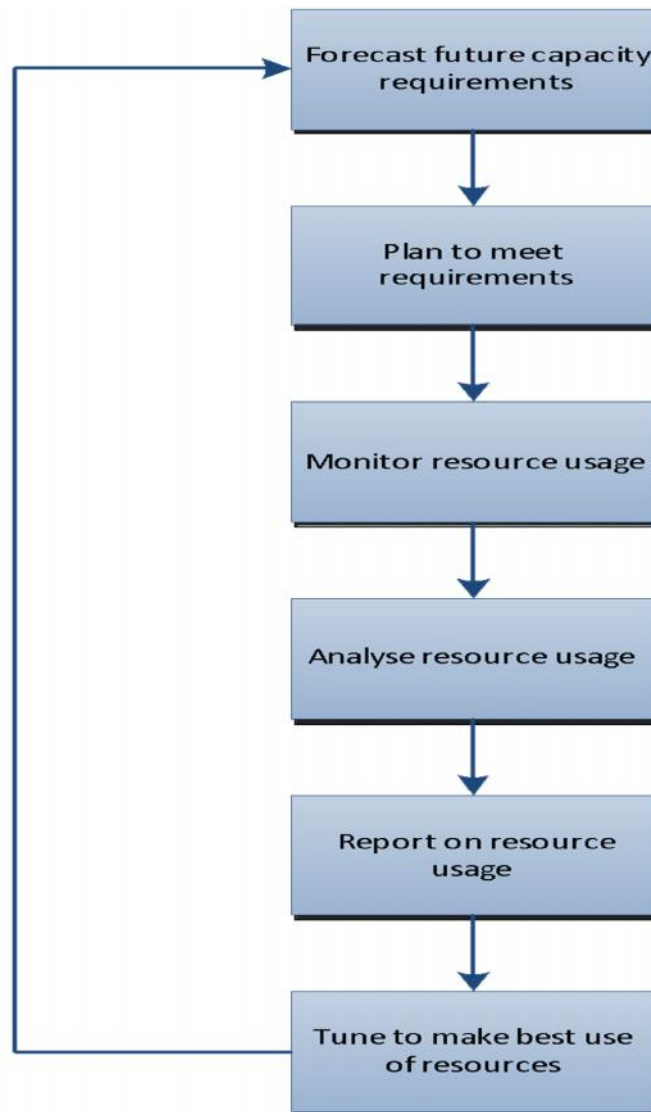 Forecast future capacity
requirements
Plan to meet
requirements
Monitor resource usage
Analyse resource usage
Report on resource
usage
Tune to make best use
of resources